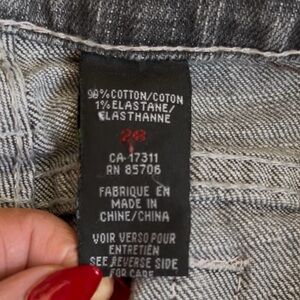 99%COTTON/COTON
1% ELASTANE/
ELASTHANNE
28
CA 17311
RN 85706
FABRIQUE EN
MADE IN
CHINE/CHINA
VOIR VERSO POUR
ENTRETIEN
SEE REVERSE SIDE
FOR CARE